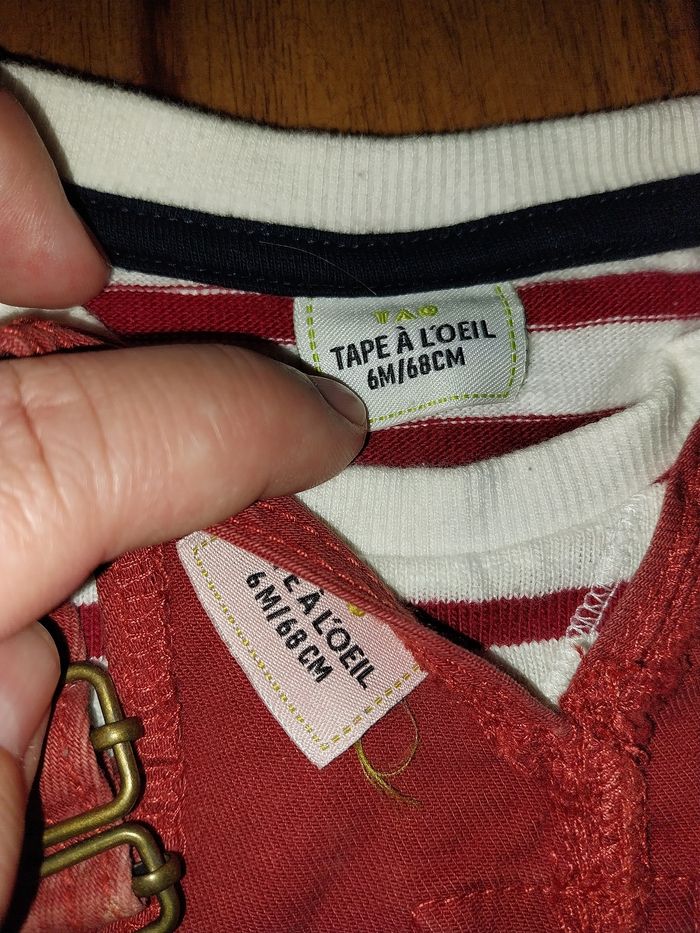 TAO
TAPE À L'OEIL
6M/68CM
E À L'OEIL
6M/68CM